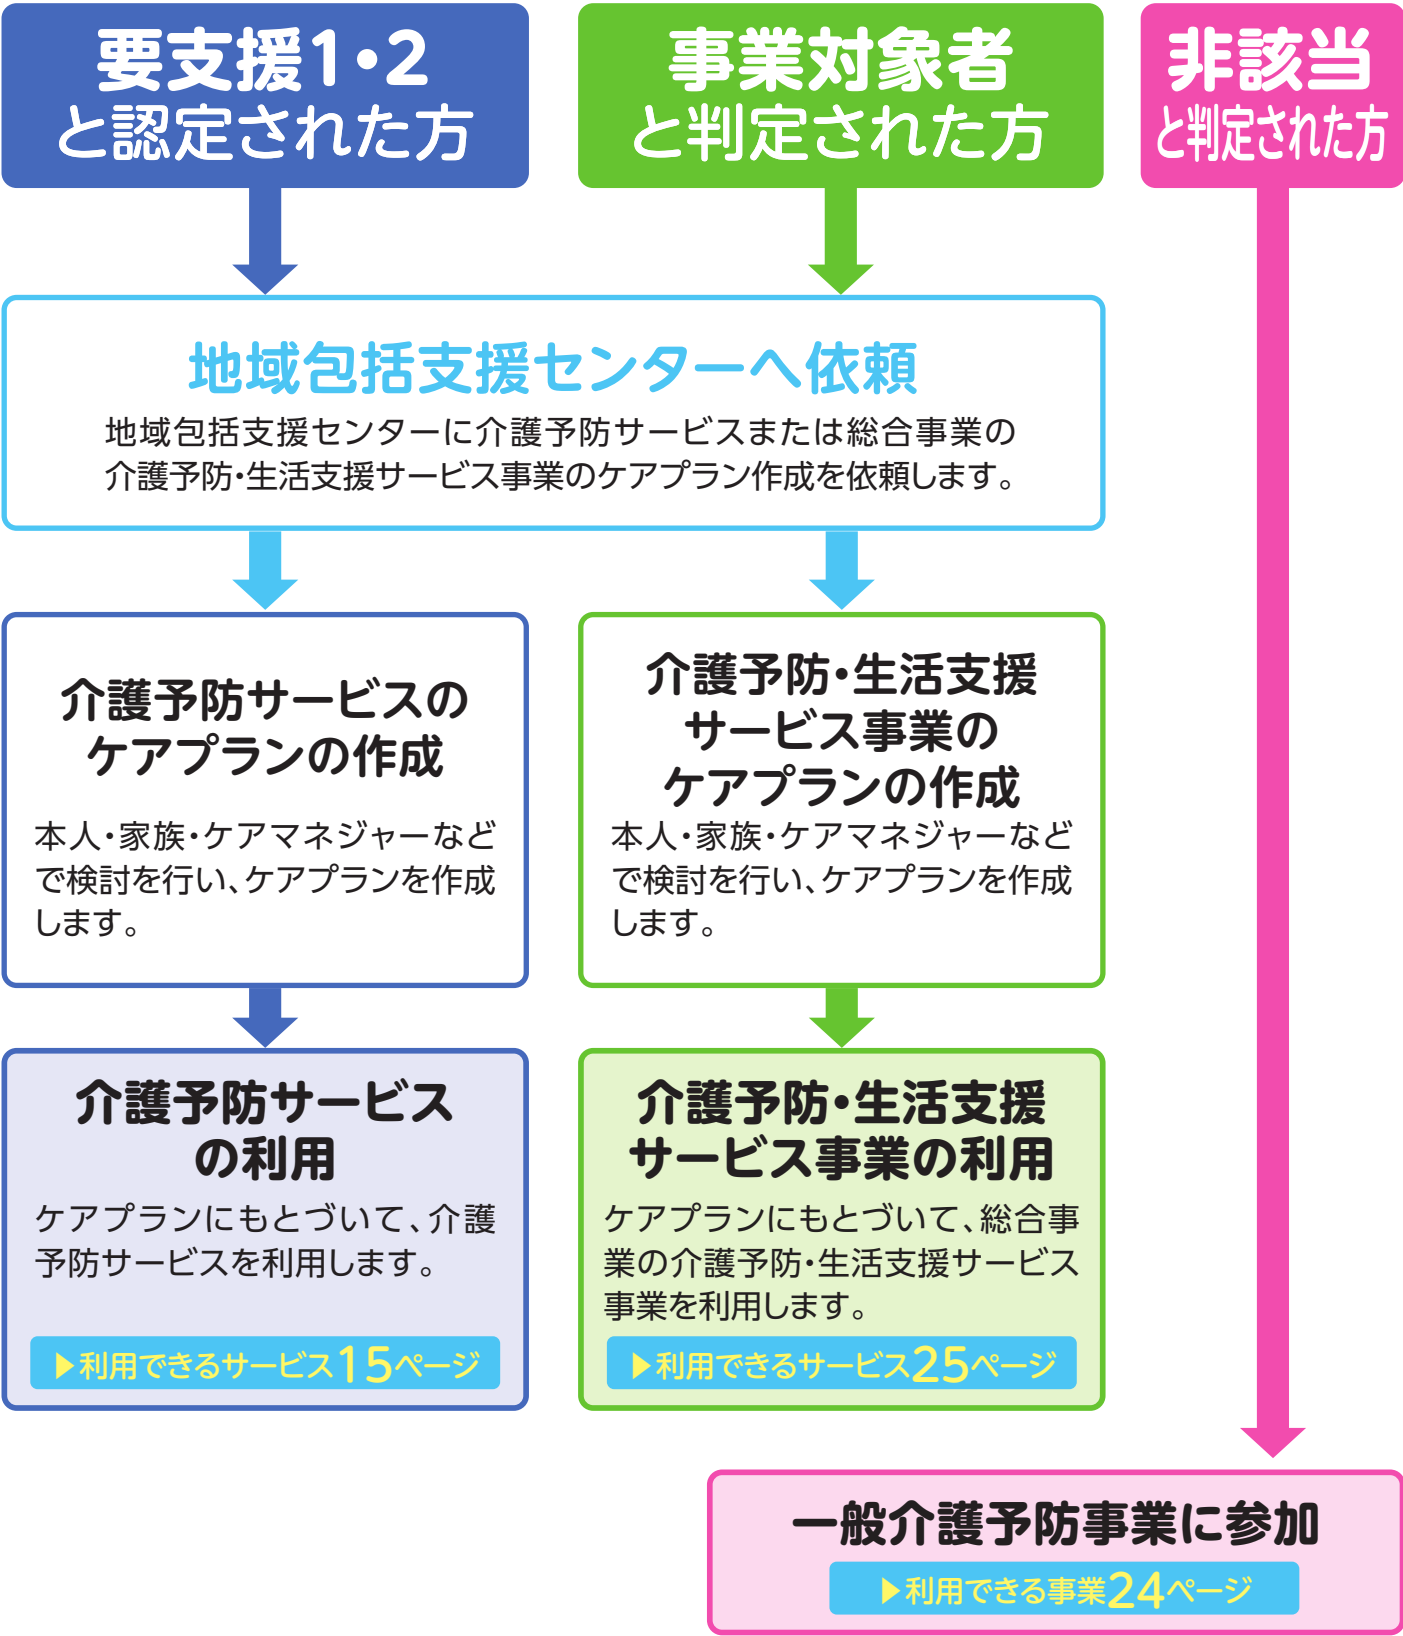 要支援1・2
と認定された方
事業対象者
と判定された方
非該当
と判定された方
地域包括支援センターへ依頼
地域包括支援センターに介護予防サービスまたは総合事業の
介護予防・生活支援サービス事業のケアプラン作成を依頼します。
介護予防サービスの
ケアプランの作成
本人・家族・ケアマネジャーなど
で検討を行い、ケアプランを作成
します。
介護予防・生活支援
サービス事業の
ケアプランの作成
本人・家族・ケアマネジャーなど
で検討を行い、ケアプランを作成
します。
介護予防サービス
の利用
ケアプランにもとづいて、介護
予防サービスを利用します。
▶利用できるサービス15ページ
介護予防・生活支援
サービス事業の利用
ケアプランにもとづいて、総合事
業の介護予防・生活支援サービス
事業を利用します。
▶利用できるサービス25ページ
一般介護予防事業に参加
▶利用できる事業24ページ